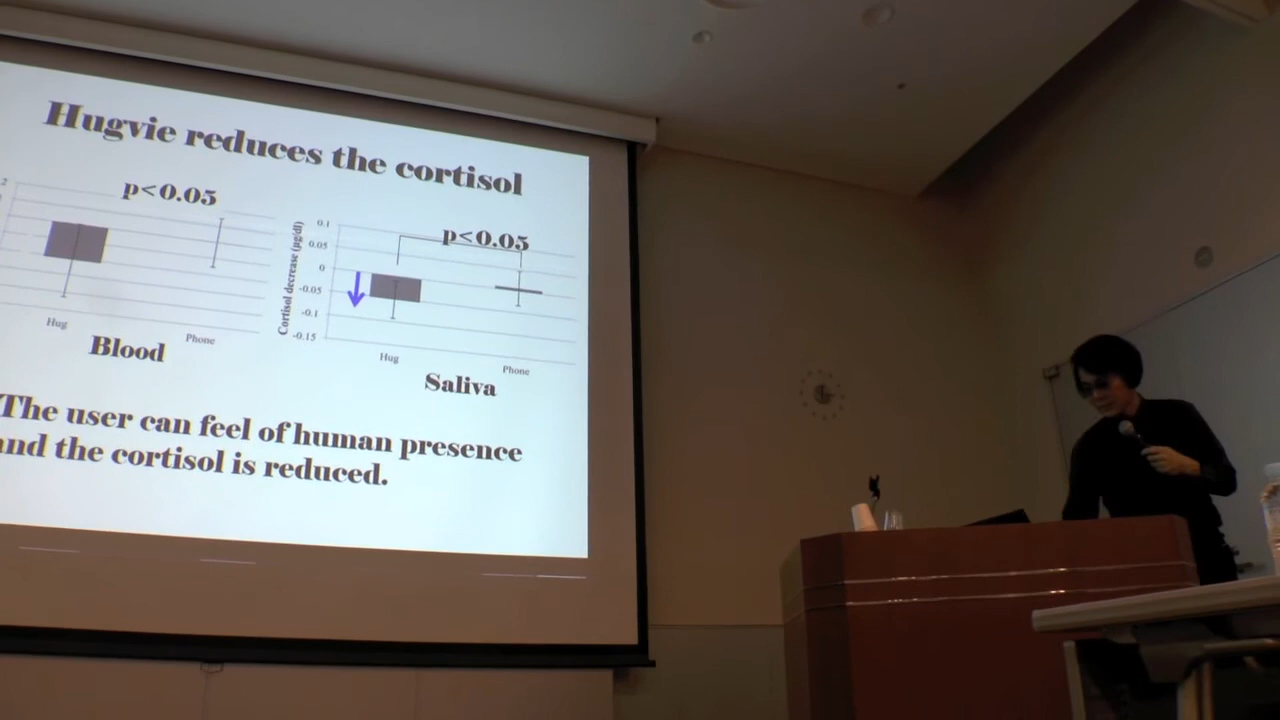 Hugvie reduces the cortisol
2
p<0.05
Hug
Phone
Blood
Cortisol decrease (μg/dl)
0.1
0.05
0
-0.05
-0.1
-0.15
p<0.05
Hug
Phone
Saliva
The user can feel of human presence
and the cortisol is reduced.